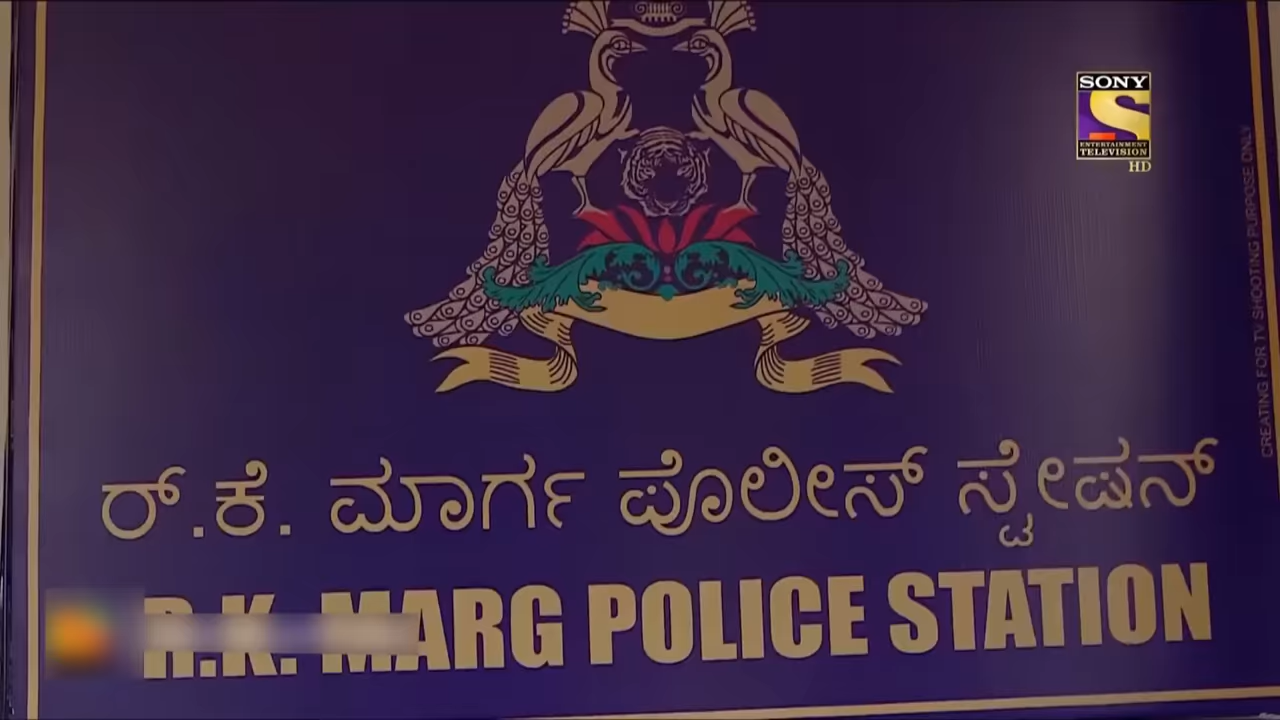 SONY
ENTERTAINMENT
TELEVISION
HD
CREATING FOR TV SHOOTING PURPOSE ONLY
ರ್.ಕೆ. ಮಾರ್ಗ ಪೊಲೀಸ್ ಸ್ಟೇಷನ್
R.K. MARG POLICE STATION